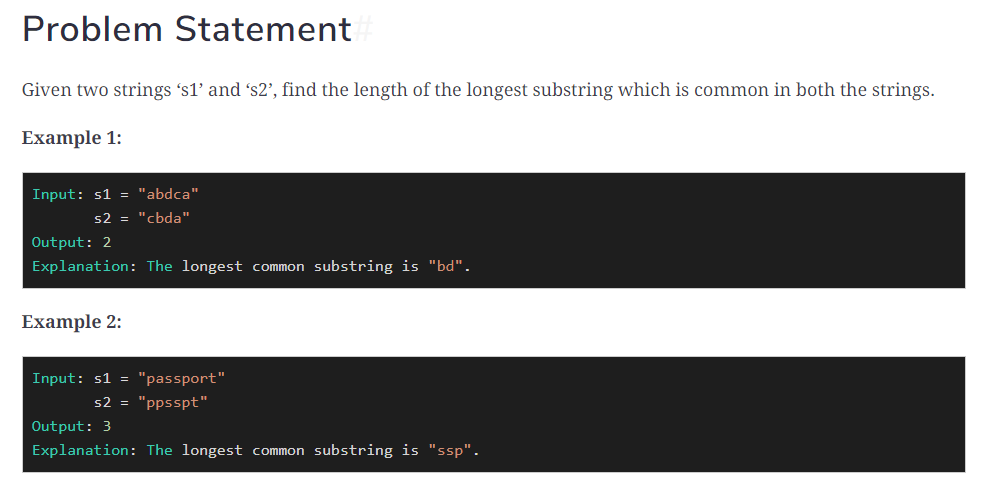 Problem Statement#
Given two strings ‘s1’ and ‘s2’, find the length of the longest substring which is common in both the strings.
Example 1:
Input: s1 = "abdca"
s2 = "cbda"
Output: 2
Explanation: The longest common substring is "bd".
Example 2:
Input: s1 = "passport"
s2 = "ppsspt"
Output: 3
Explanation: The longest common substring is "ssp".